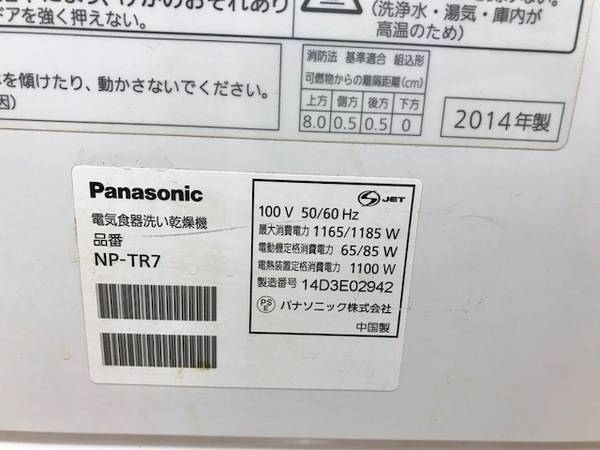 ドアを強く押えない。
(洗浄水・湯気・庫内が
高温のため)
を傾けたり、動かさないでください。
因)
消防法 基準適合 組込形
可燃物からの離隔距離(cm)
上方 側方 後方 下方
8.0 0.5 0.5 0
2014年製
Panasonic
電気食器洗い乾燥機
品番
NP-TR7
JET
100 V 50/60 Hz
最大消費電力 1165/1185 W
電動機定格消費電力 65/85 W
電熱装置定格消費電力 1100 W
製造番号 14D3E02942
PS E パナソニック株式会社
中国製